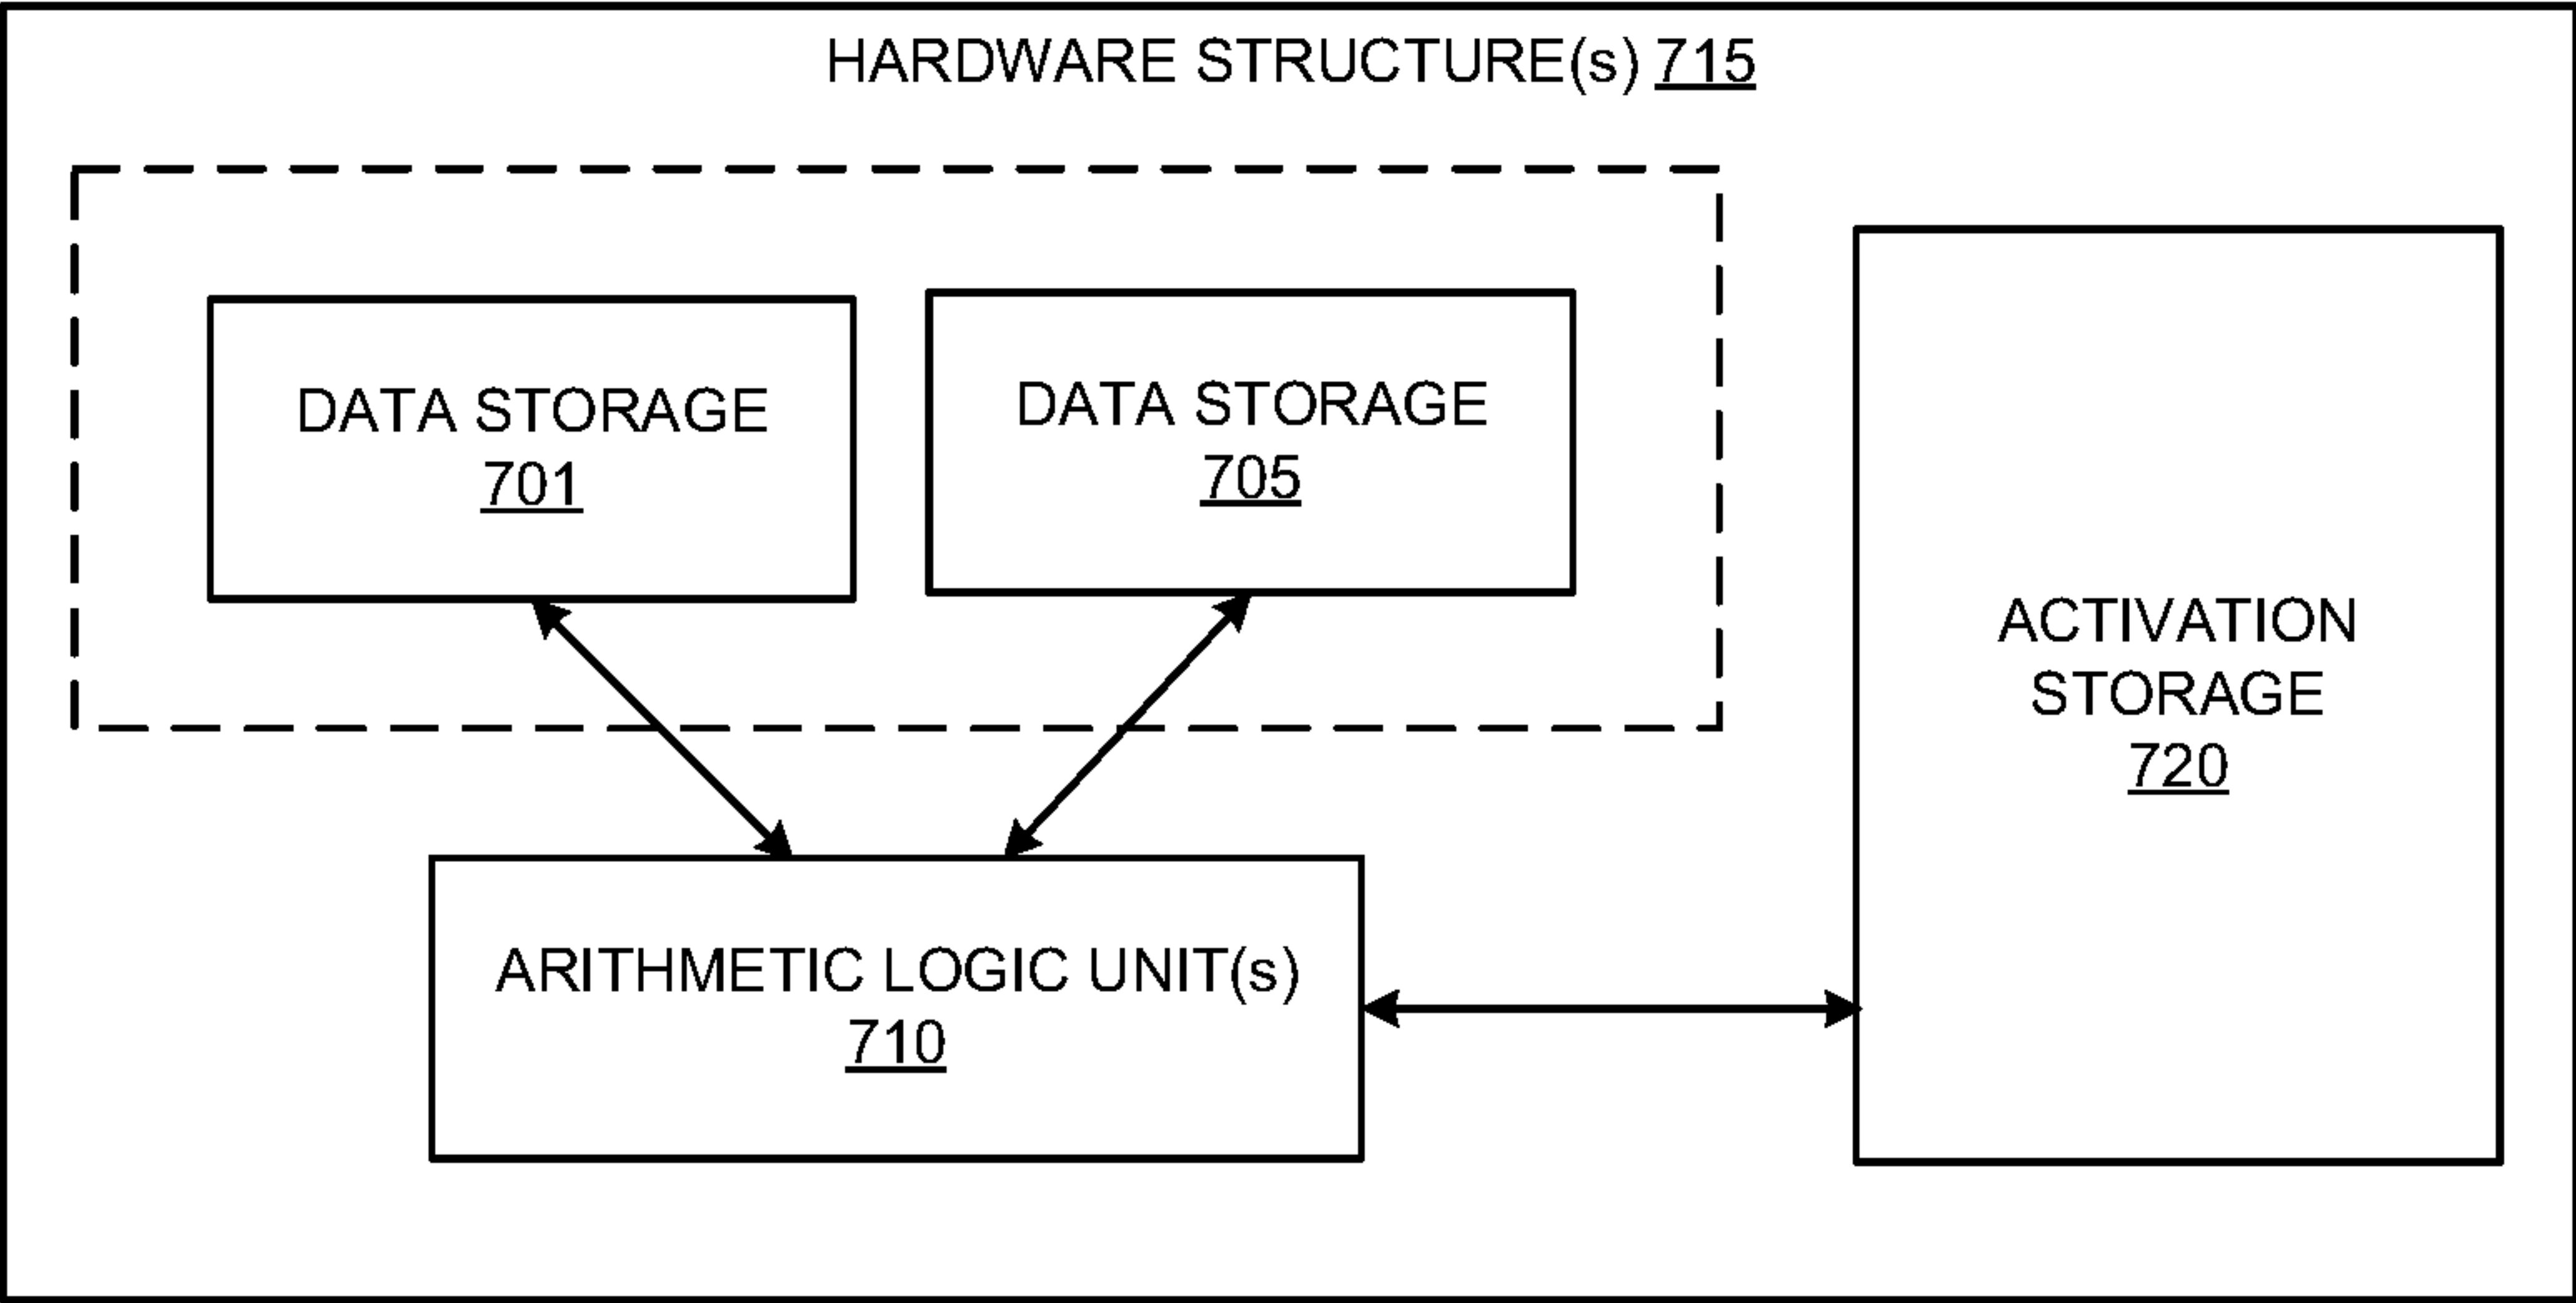 HARDWARE STRUCTURE(s) 715
DATA STORAGE
701
DATA STORAGE
705
ACTIVATION
STORAGE
720
ARITHMETIC LOGIC UNIT(s)
710